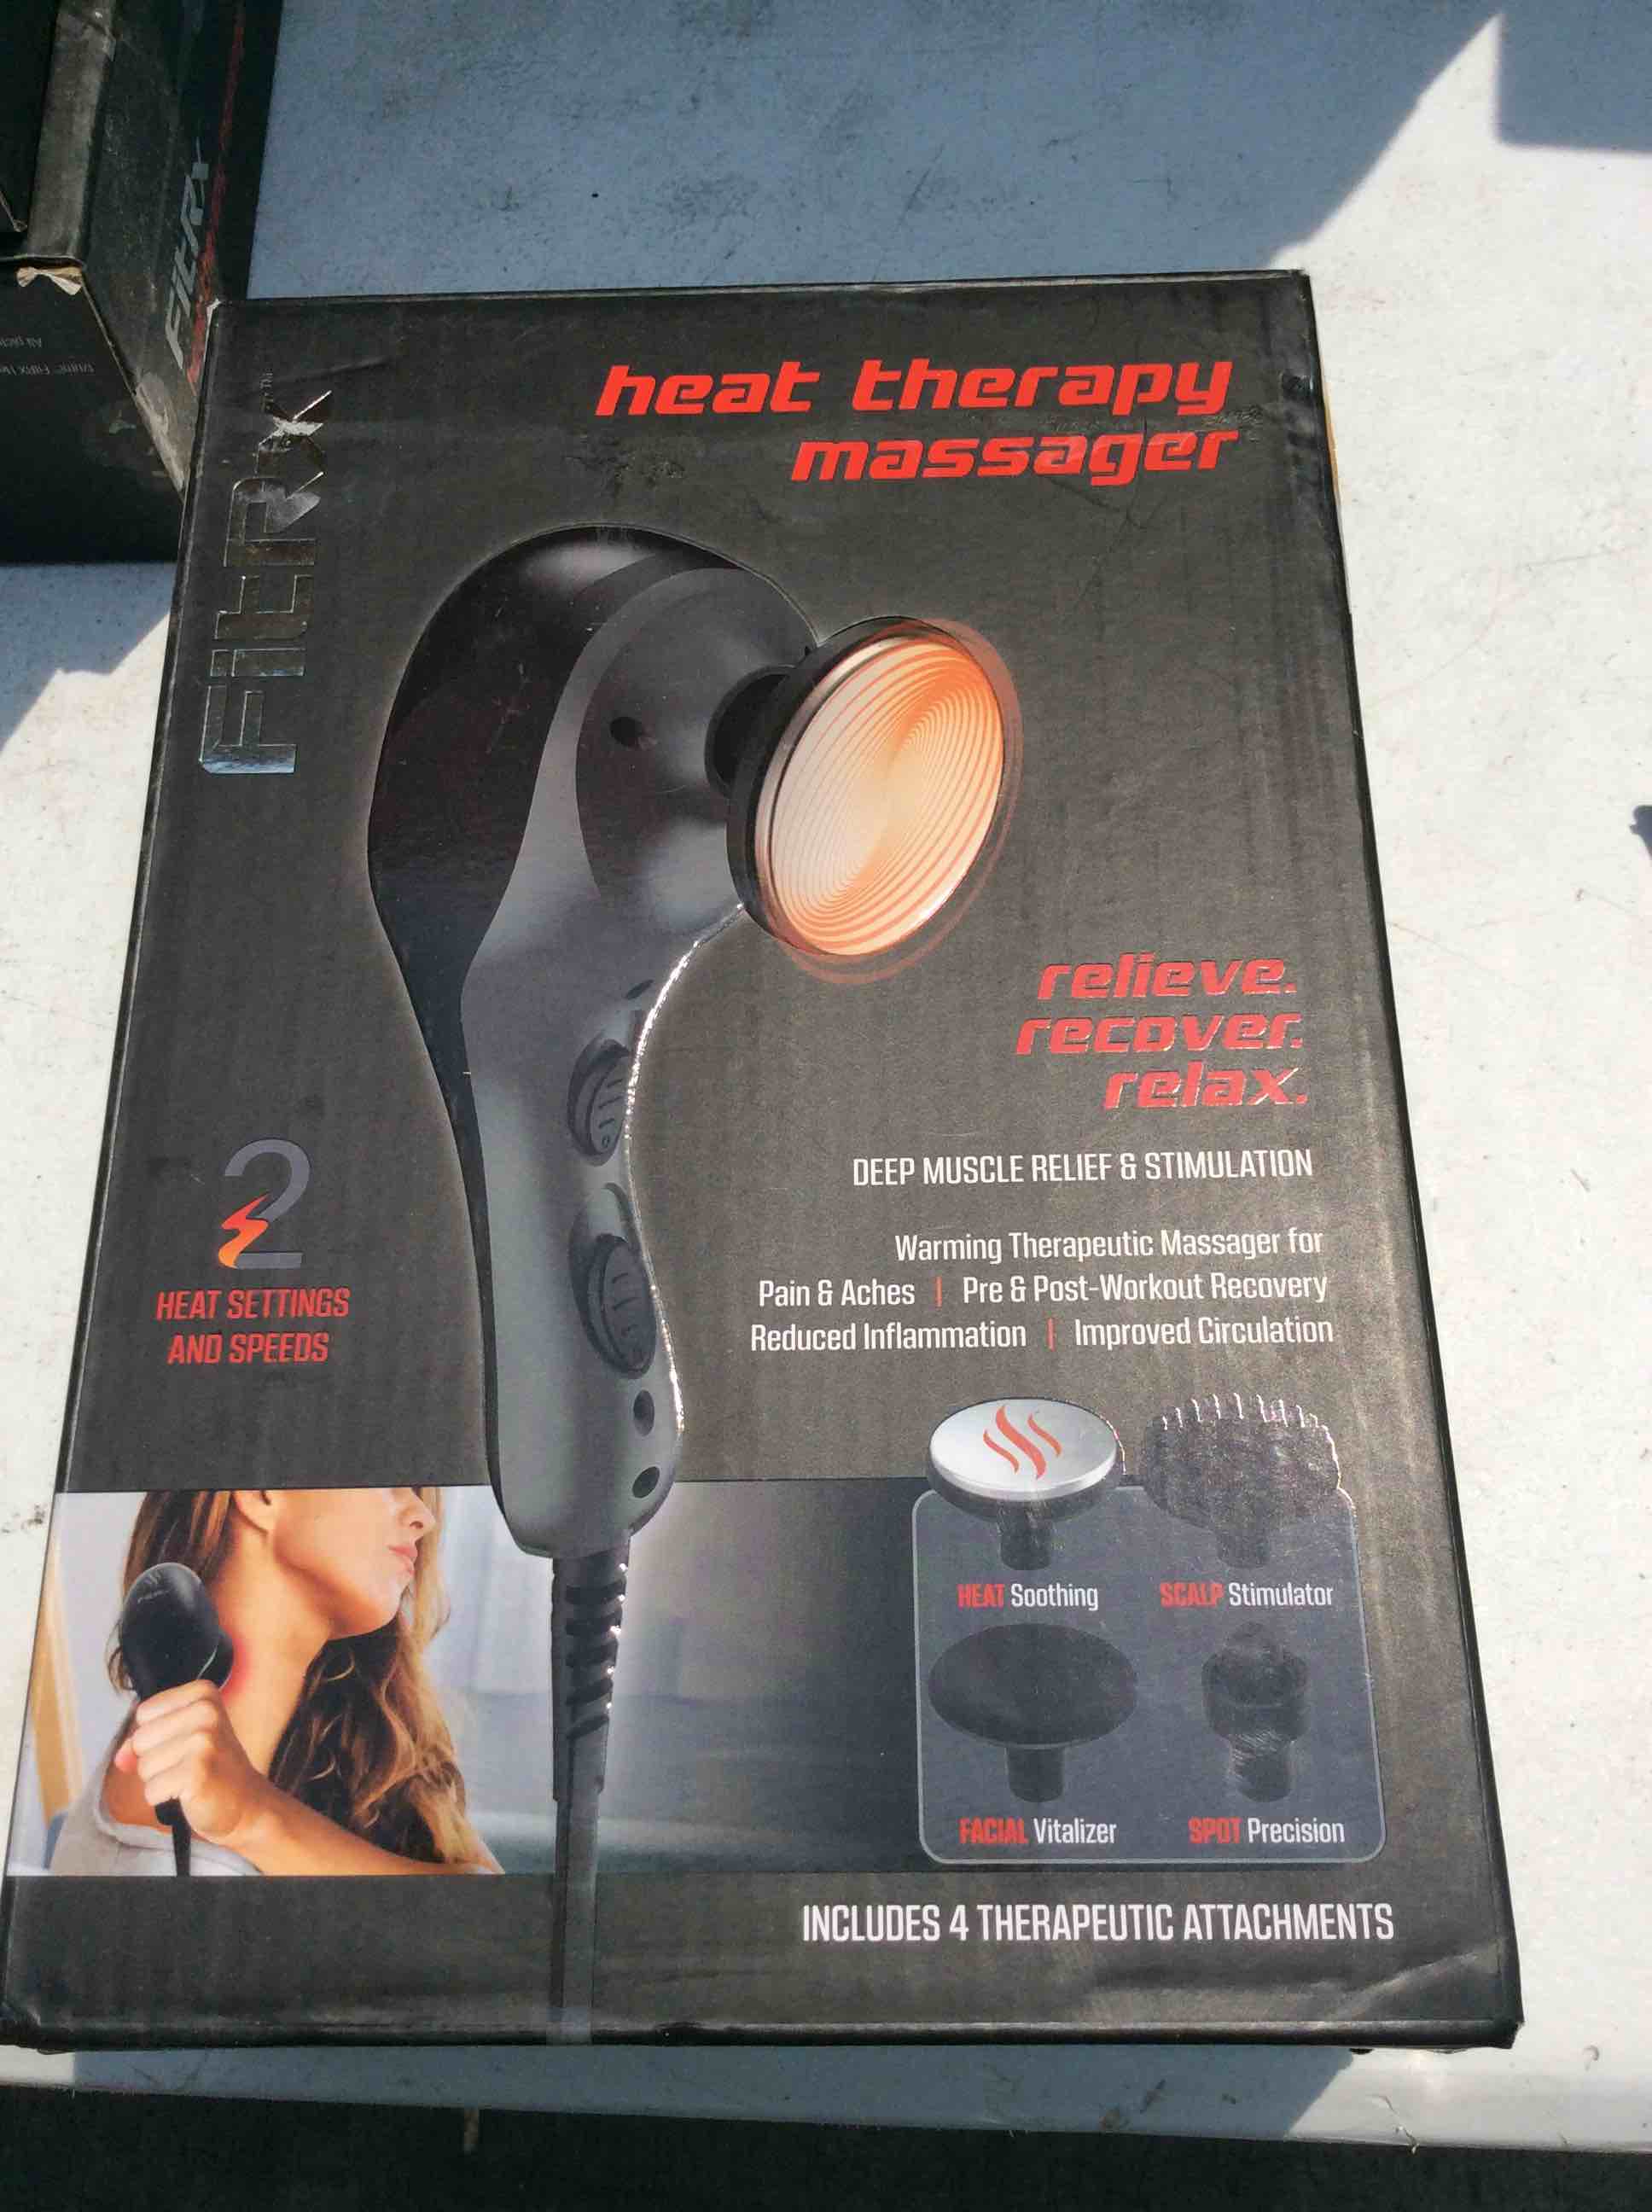 FitRx
FitRx™
heat therapy
massager
relieve.
recover.
relax.
DEEP MUSCLE RELIEF & STIMULATION
Warming Therapeutic Massager for
Pain & Aches | Pre & Post-Workout Recovery
Reduced Inflammation | Improved Circulation
2
HEAT SETTINGS
AND SPEEDS
HEAT Soothing
SCALP Stimulator
FACIAL Vitalizer
SPOT Precision
INCLUDES 4 THERAPEUTIC ATTACHMENTS